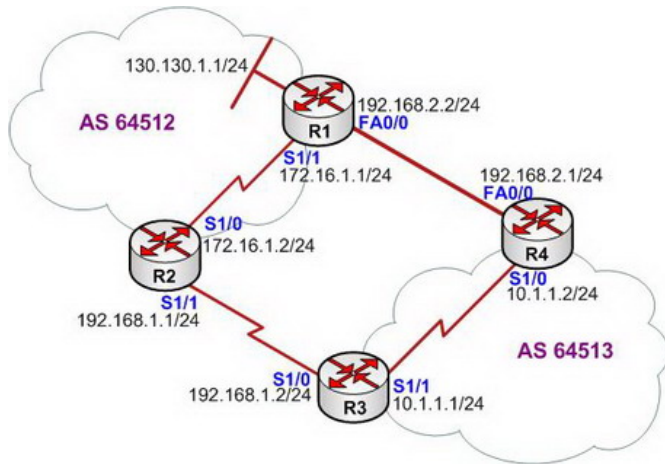 130.130.1.1/24
AS 64512
R1
192.168.2.2/24
FA0/0
S1/1
172.16.1.1/24
192.168.2.1/24
FA0/0
R4
S1/0
172.16.1.2/24
R2
S1/1
192.168.1.1/24
S1/0
10.1.1.2/24
AS 64513
S1/0
192.168.1.2/24
R3
S1/1
10.1.1.1/24